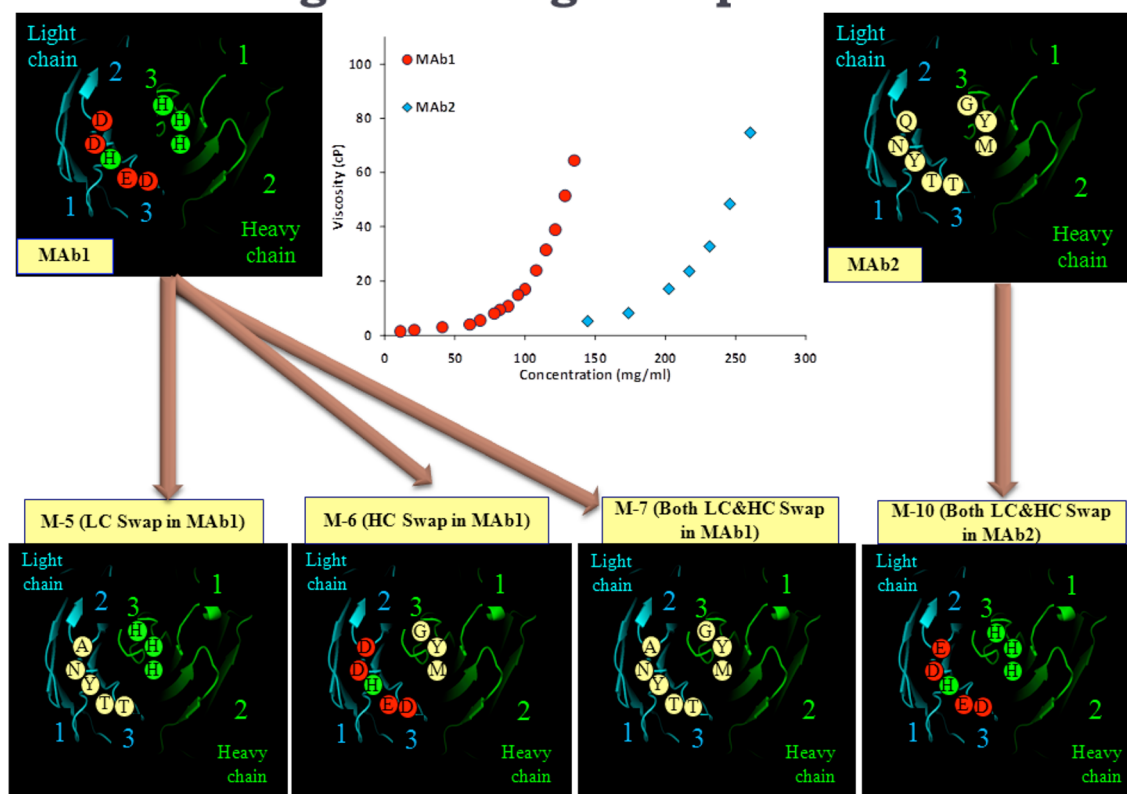 Light
chain
2
3
1
H
H
H
D
D
H
E
D
1
3
2
Heavy
chain
MAb1
MAb1
MAb2
100
80
60
40
20
0
Viscosity (cP)
0 50 100 150 200 250 300
Concentration (mg/ml)
Light
chain
2
3
1
G
Y
M
Q
N
Y
T T
1
3
2
Heavy
chain
MAb2
M-5 (LC Swap in MAb1)
M-6 (HC Swap in MAb1)
M-7 (Both LC&HC Swap
in MAb1)
M-10 (Both LC&HC Swap
in MAb2)
Light
chain
2
3
1
H
H
H
A
N
Y
T T
1
3
2
Heavy
chain
Light
chain
2
3
1
G
Y
M
D
D
H
E D
1
3
2
Heavy
chain
Light
chain
2
3
1
G
Y
M
A
N
Y
T T
1
3
2
Heavy
chain
Light
chain
2
3
1
H
H
H
E
D
H
E D
1
3
2
Heavy
chain